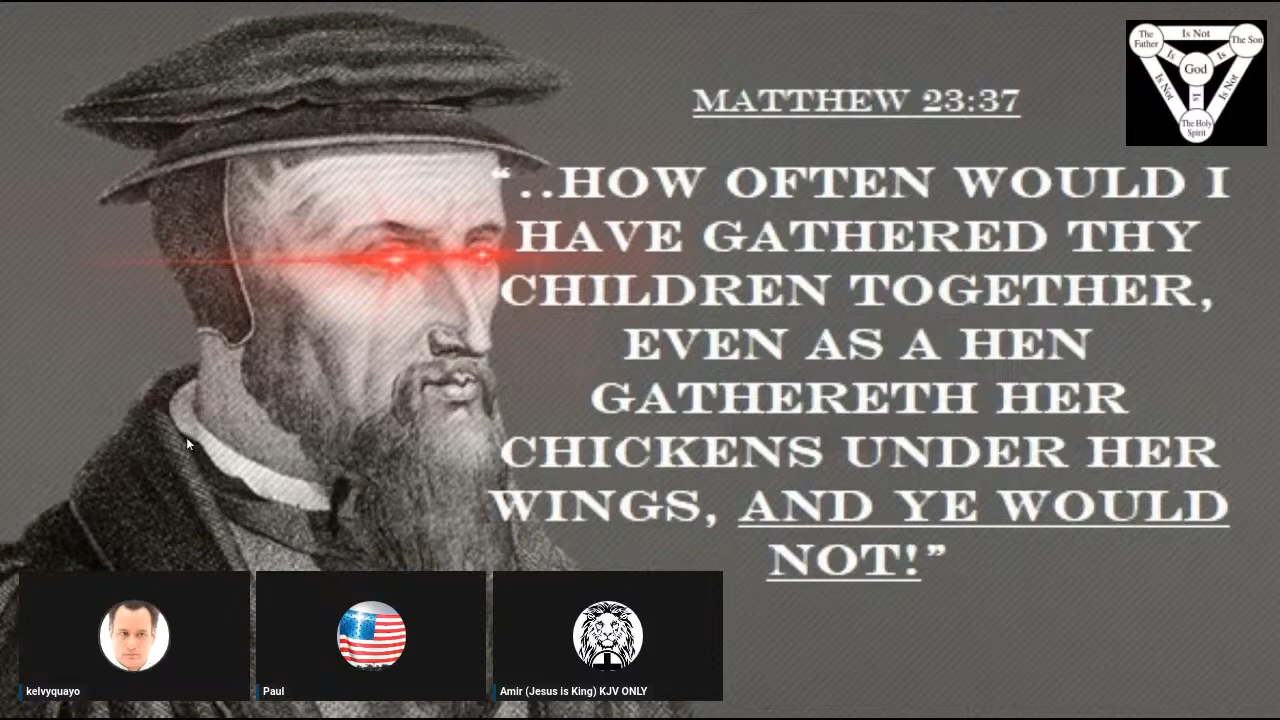 MATTHEW 23:37
“..HOW OFTEN WOULD I
HAVE GATHERED THY
CHILDREN TOGETHER,
EVEN AS A HEN
GATHERETH HER
CHICKENS UNDER HER
WINGS, AND YE WOULD
NOT!”
The
Father
Is Not
The Son
Is
Is
God
Is Not
Is
Is Not
The Holy
Spirit
kelvyquayo
Paul
Amir (Jesus is King) KJV ONLY